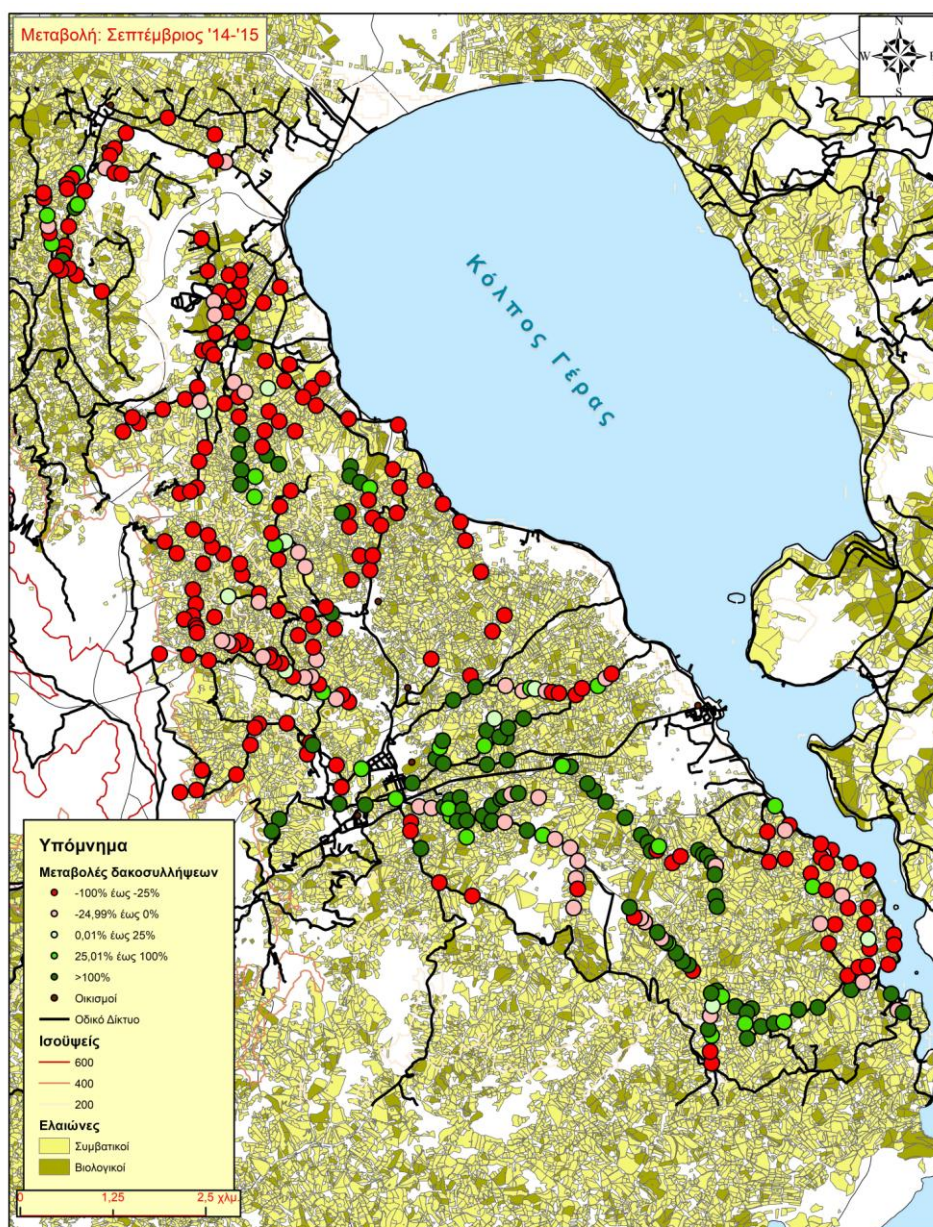 Μεταβολή: Σεπτέμβριος '14-'15
N
W E
S
Κόλπος Γέρας
Υπόμνημα
Μεταβολές δακοσυλλήψεων
-100% έως -25%
-24,99% έως 0%
0,01% έως 25%
25,01% έως 100%
>100%
Οικισμοί
Οδικό Δίκτυο
Ισοϋψείς
600
400
200
Ελαιώνες
Συμβατικοί
Βιολογικοί
0 1,25 2,5 χλμ.